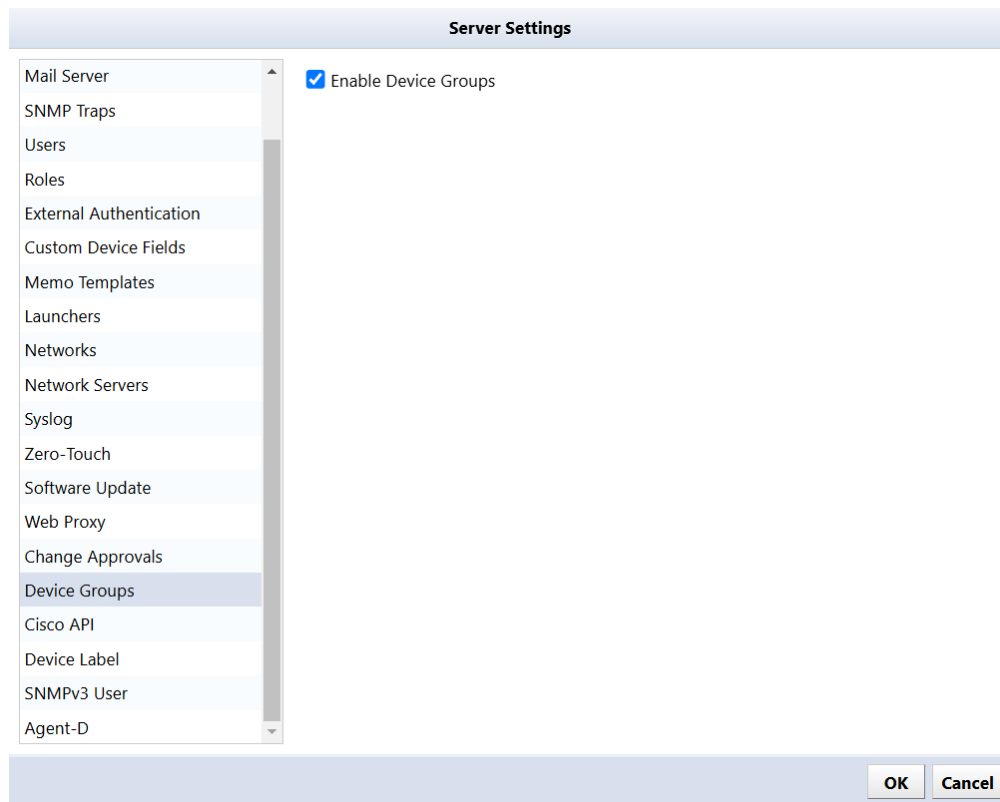 Server Settings
Mail Server
SNMP Traps
Users
Roles
External Authentication
Custom Device Fields
Memo Templates
Launchers
Networks
Network Servers
Syslog
Zero-Touch
Software Update
Web Proxy
Change Approvals
Device Groups
Cisco API
Device Label
SNMPv3 User
Agent-D
Enable Device Groups
OK Cancel